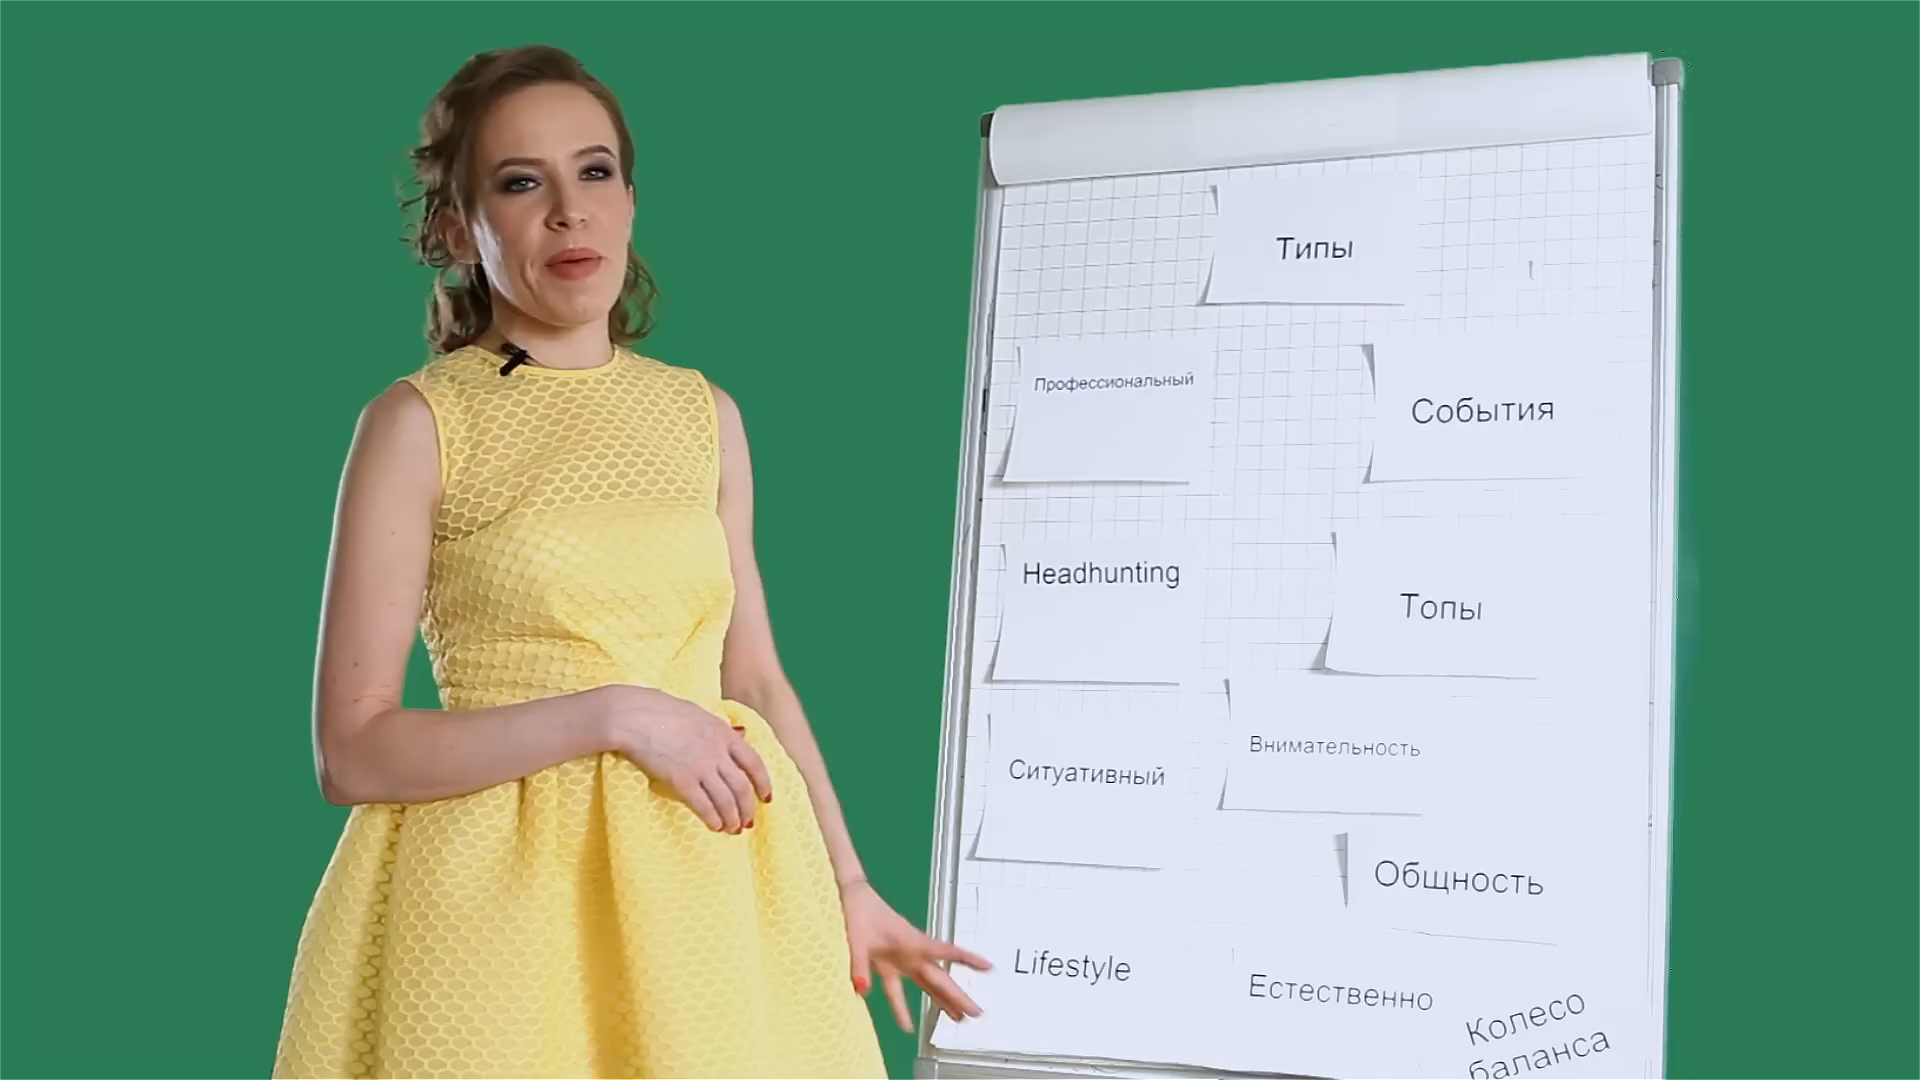 Типы
Профессиональный
События
Headhunting
Топы
Внимательность
Ситуативный
Общность
Lifestyle
Естественно
Колесо
баланса